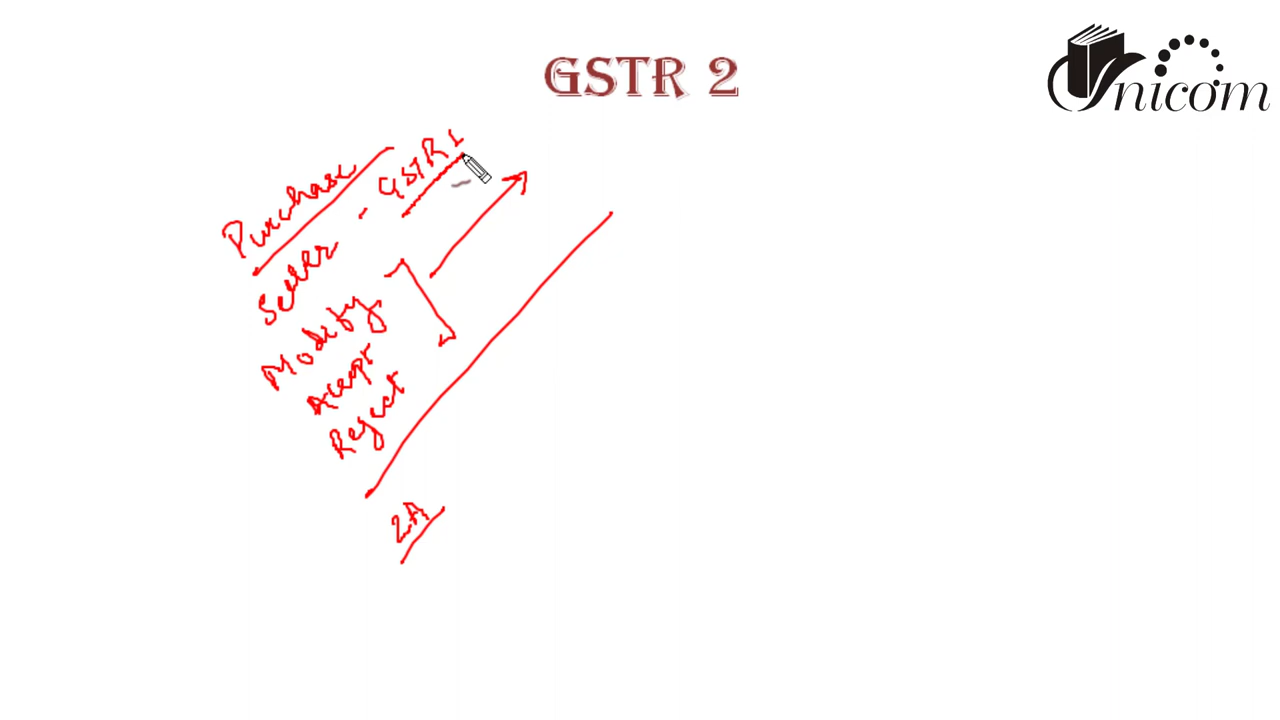 GSTR 2
Unicom
Purchase
Seller - GSTR1
Modify
Accept
Reject
2A